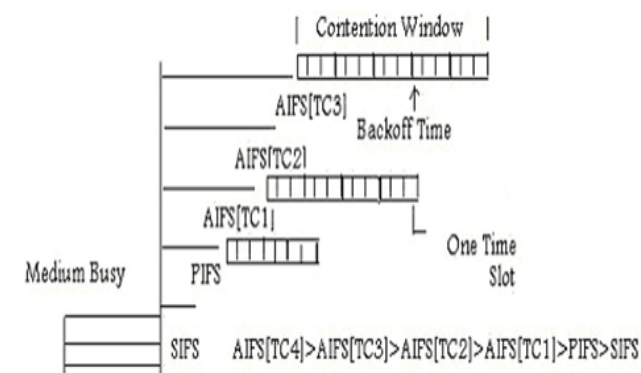 Contention Window
AIFS[TC3]
Backoff Time
AIFS[TC2]
AIFS[TC1]
One Time
Slot
Medium Busy
PIFS
SIFS
AIFS[TC4]>AIFS[TC3]>AIFS[TC2]>AIFS[TC1]>PIFS>SIFS